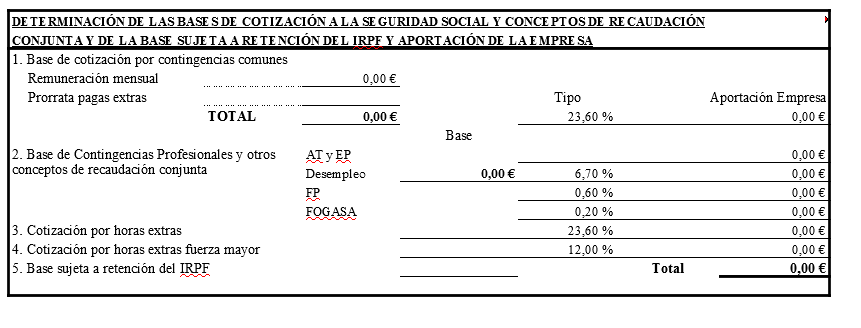 DETERMINACIÓN DE LAS BASES DE COTIZACIÓN A LA SEGURIDAD SOCIAL Y CONCEPTOS DE RECAUDACIÓN
CONJUNTA Y DE LA BASE SUJETA A RETENCIÓN DEL IRPF Y APORTACIÓN DE LA EMPRESA
1. Base de cotización por contingencias comunes
Remuneración mensual 0,00 €
Prorrata pagas extras Tipo Aportación Empresa
TOTAL 0,00 € 23,60 % 0,00 €
Base
2. Base de Contingencias Profesionales y otros AT y EP 0,00 €
conceptos de recaudación conjunta Desempleo 0,00 € 6,70 % 0,00 €
FP 0,60 % 0,00 €
FOGASA 0,20 % 0,00 €
3. Cotización por horas extras 23,60 % 0,00 €
4. Cotización por horas extras fuerza mayor 12,00 % 0,00 €
5. Base sujeta a retención del IRPF Total 0,00 €